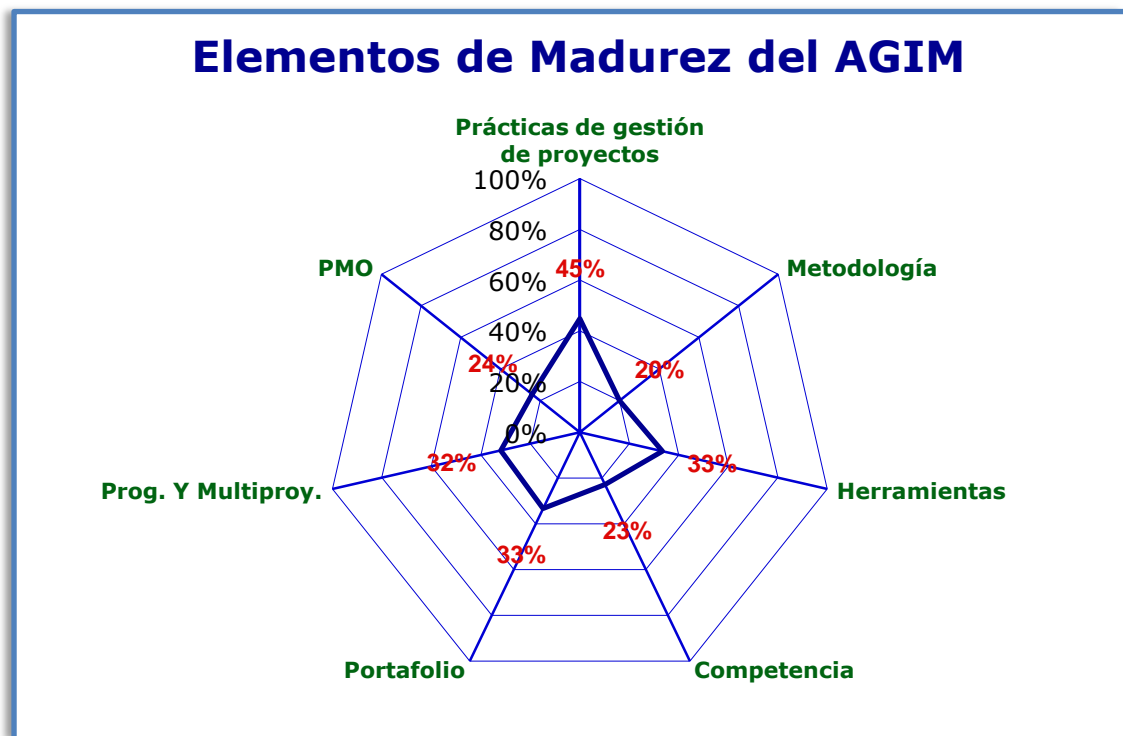 Elementos de Madurez del AGIM
Prácticas de gestión
de proyectos
100%
80%
PMO
Metodología
45%
60%
40%
24%
20%
20%
0%
32%
33%
Prog. Y Multiproy.
Herramientas
23%
33%
Portafolio
Competencia